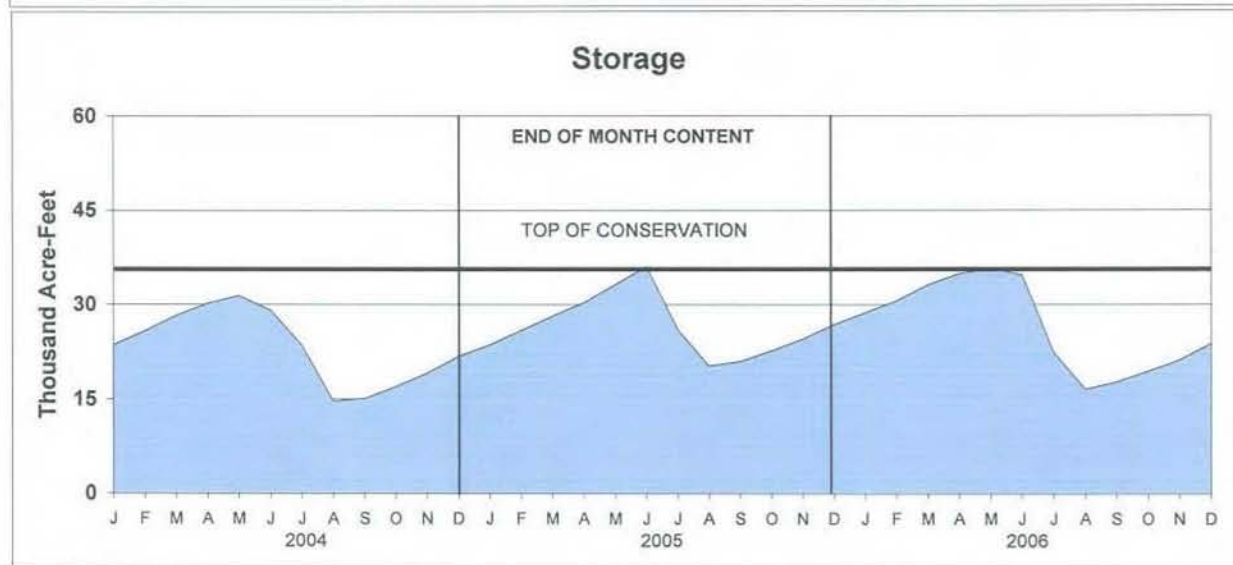 Storage
Thousand Acre-Feet
60
45
30
15
0
END OF MONTH CONTENT
TOP OF CONSERVATION
J F M A M J J A S O N D J F M A M J J A S O N D J F M A M J J A S O N D
2004 2005 2006